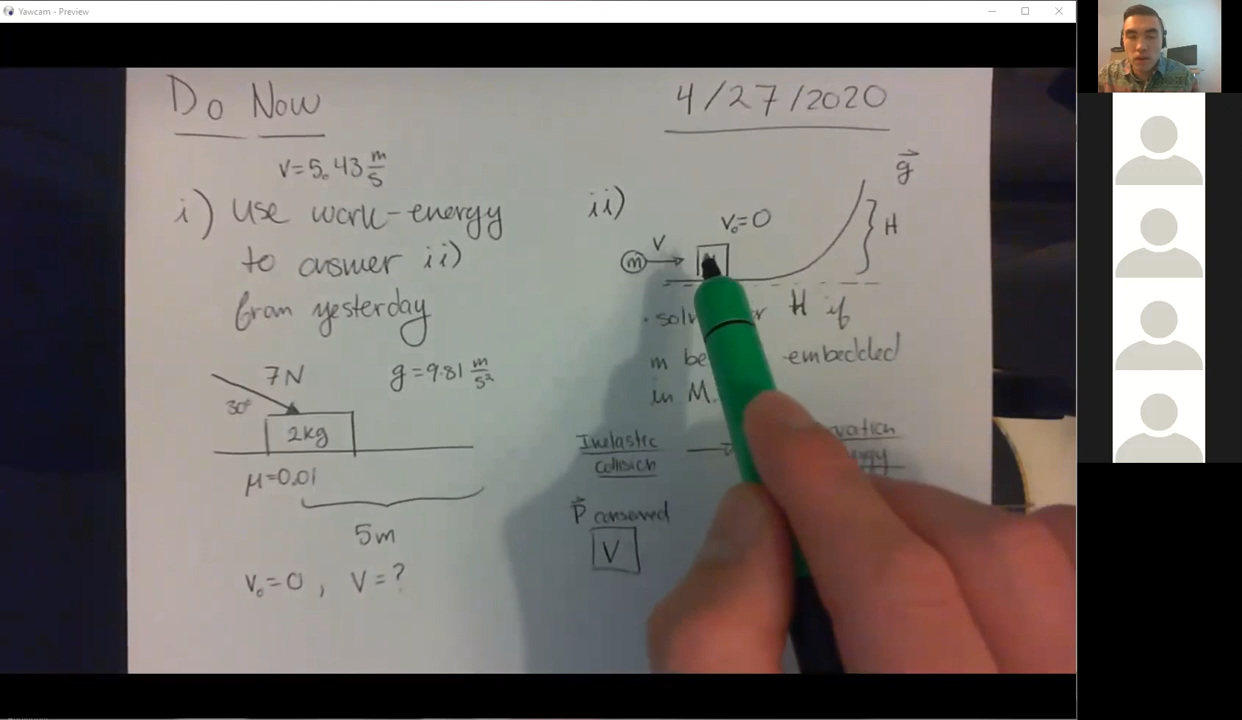 Yawcam - Preview
Do Now
4/27/2020
v=5.43 m/s
i) Use work-energy
to answer ii)
from yesterday
7N
g=9.81 m/s²
30°
2kg
μ=0.01
5m
v₀=0, v=?
ii)
g⃗
v₀=0
H
m
v
H if
m embedded
in M.
Inelastic
Collision
P⃗ conserved
V